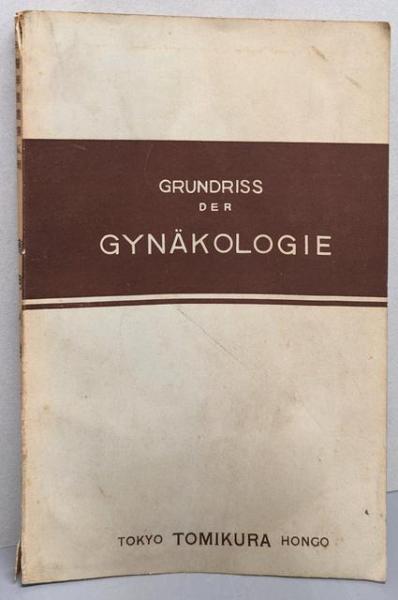 GRUNDRISS
DER
GYNÄKOLOGIE
TOKYO TOMIKURA HONGO